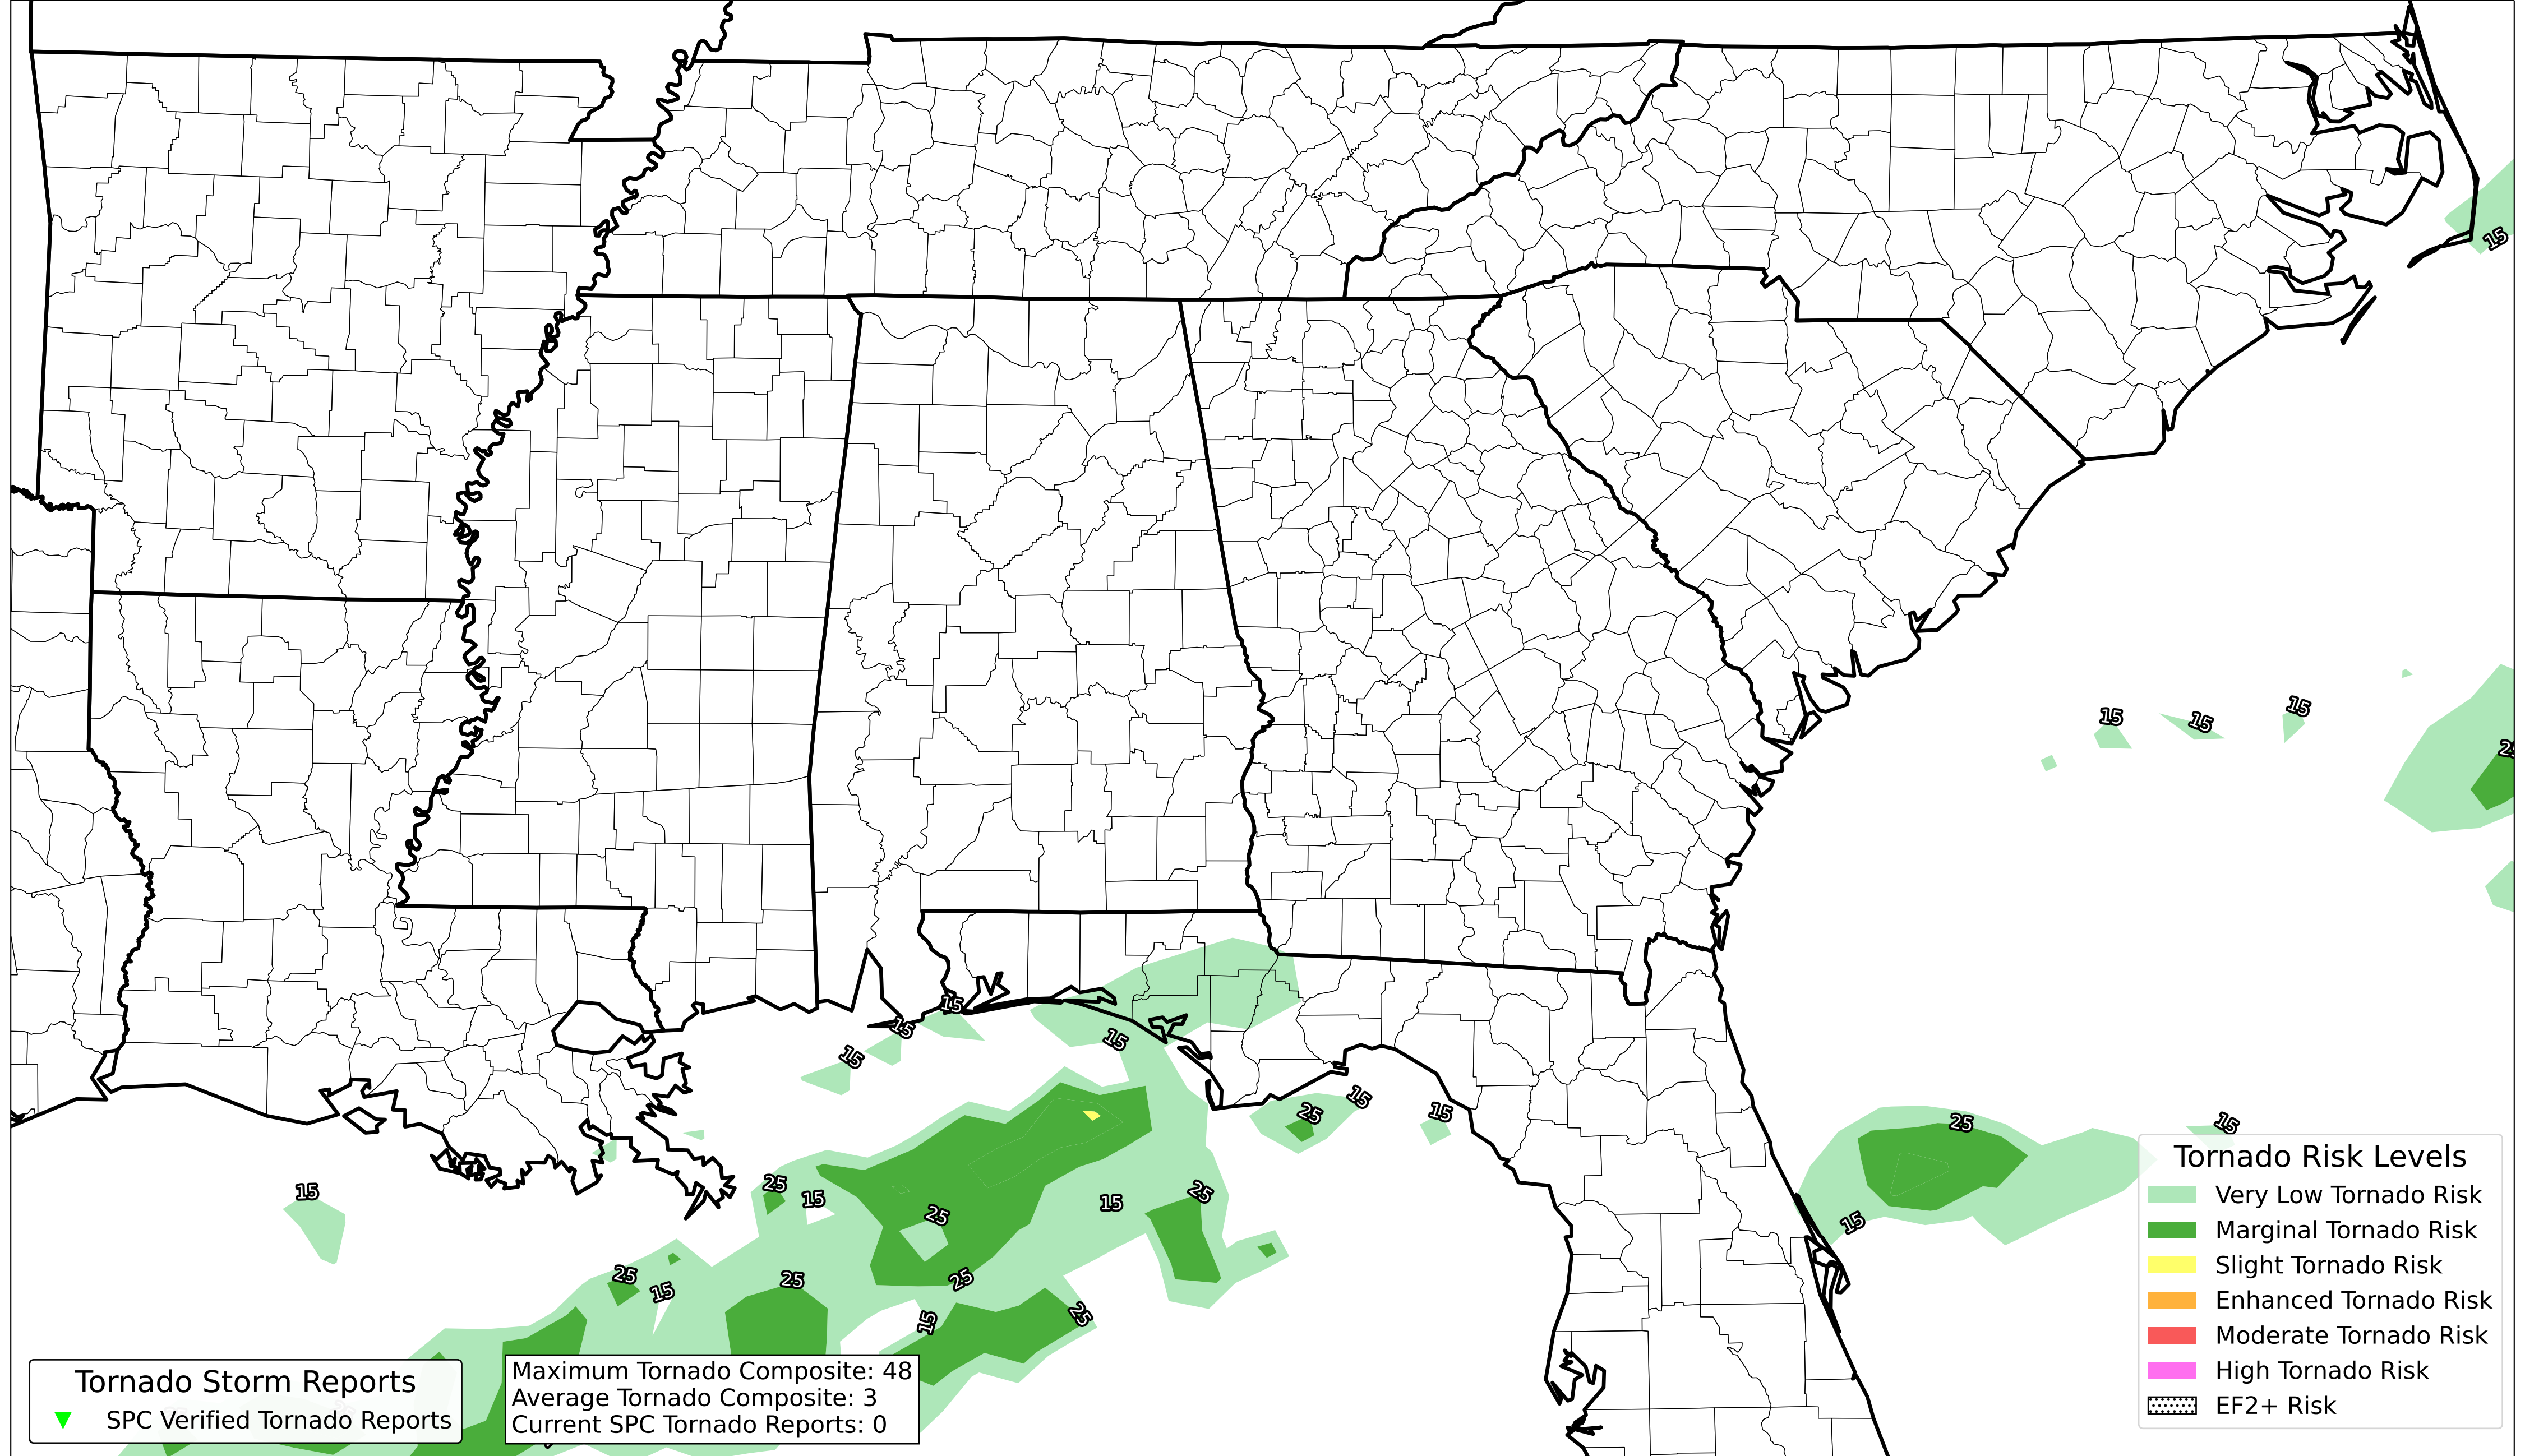 15
15
15
15
25
15
15
15
15
25
15
15
25
15
15
25
15
25
15
25
25
15
25
25
15
15
25
Tornado Risk Levels
Very Low Tornado Risk
Marginal Tornado Risk
Slight Tornado Risk
Enhanced Tornado Risk
Moderate Tornado Risk
High Tornado Risk
EF2+ Risk
Tornado Storm Reports
SPC Verified Tornado Reports
Maximum Tornado Composite: 48
Average Tornado Composite: 3
Current SPC Tornado Reports: 0